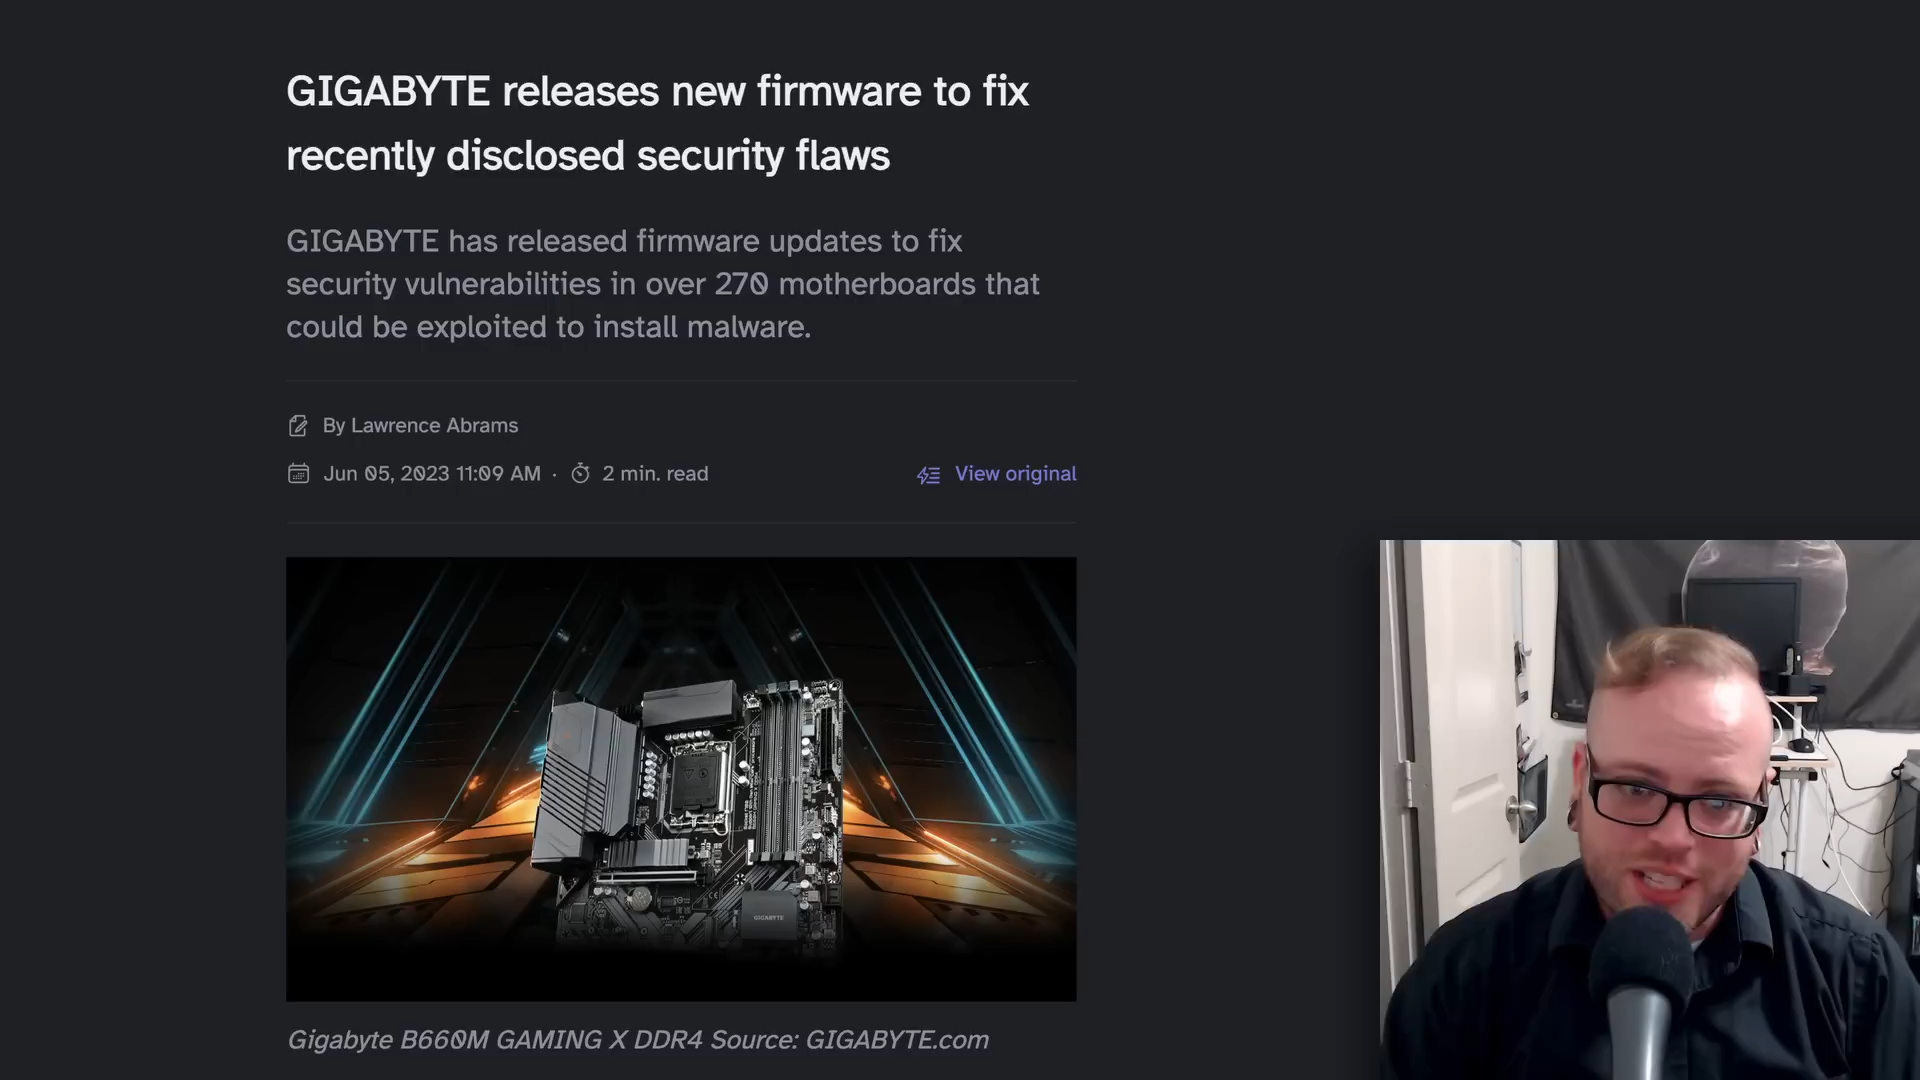 GIGABYTE releases new firmware to fix
recently disclosed security flaws
GIGABYTE has released firmware updates to fix
security vulnerabilities in over 270 motherboards that
could be exploited to install malware.
By Lawrence Abrams
Jun 05, 2023 11:09 AM · 2 min. read
View original
GIGABYTE
Gigabyte B660M GAMING X DDR4 Source: GIGABYTE.com